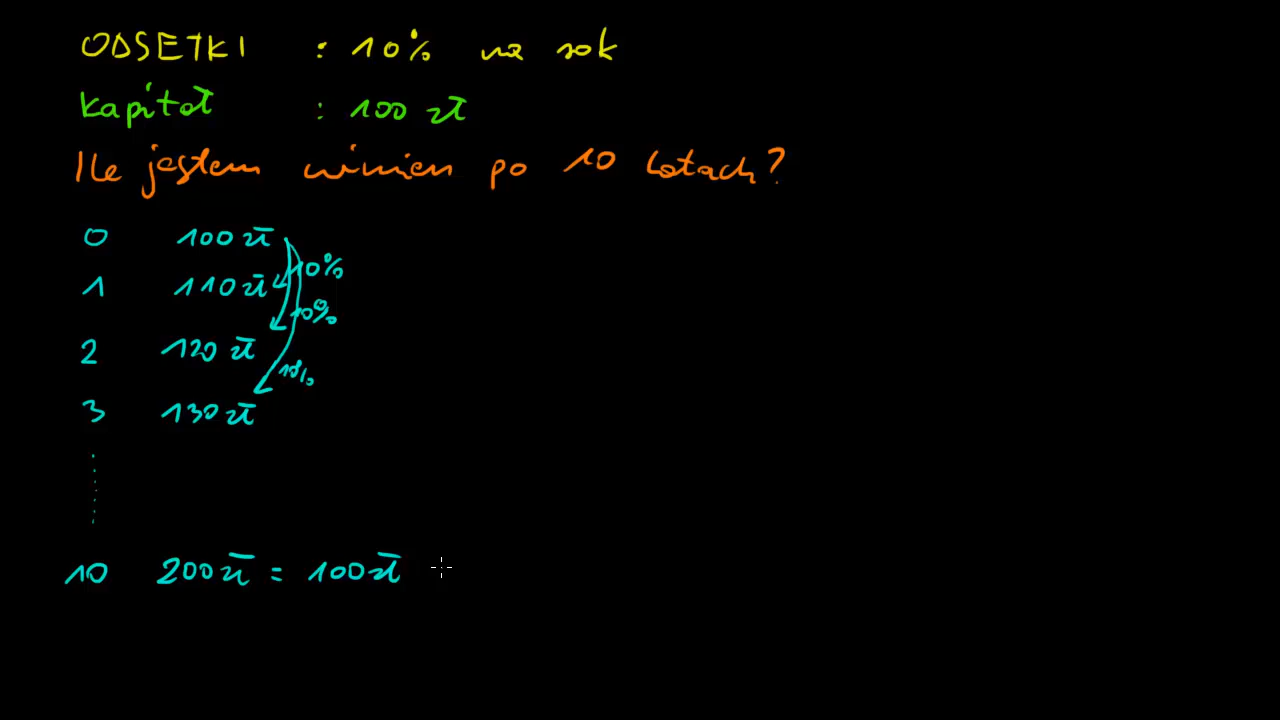 ODSETKI : 10% na rok
kapitał : 100 zł
Ile jestem winien po 10 latach?
0 100 zł
10%
1 110 zł
10%
2 120 zł
10%
3 130 zł
10 200 zł = 100 zł